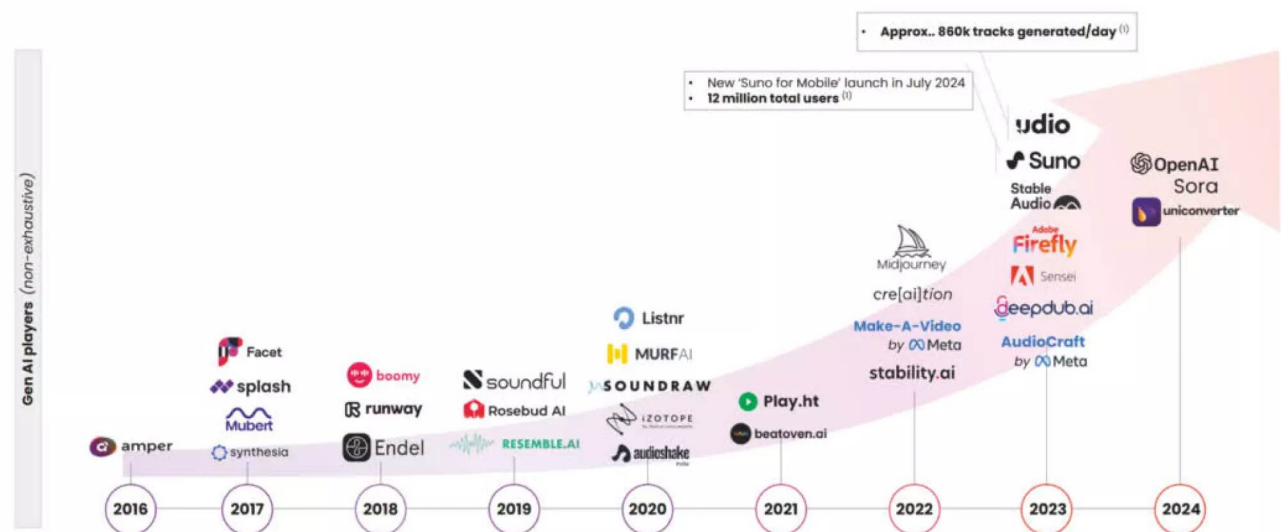 Approx.. 860k tracks generated/day (1)
New 'Suno for Mobile' launch in July 2024
12 million total users (1)
Gen AI players (non-exhaustive)
amper
Facet
splash
Mubert
synthesia
boomy
runway
Endel
soundful
Rosebud AI
RESEMBLE.AI
Listnr
MURFAI
SOUNDRAW
iZOTOPE
audioshake
Play.ht
beatoven.ai
Midjourney
cre[ai]tion
Make-A-Video
by Meta
stability.ai
udio
Suno
Stable
Audio
Adobe
Firefly
Sensei
deepdub.ai
AudioCraft
by Meta
OpenAI
Sora
uniconverter
2016
2017
2018
2019
2020
2021
2022
2023
2024